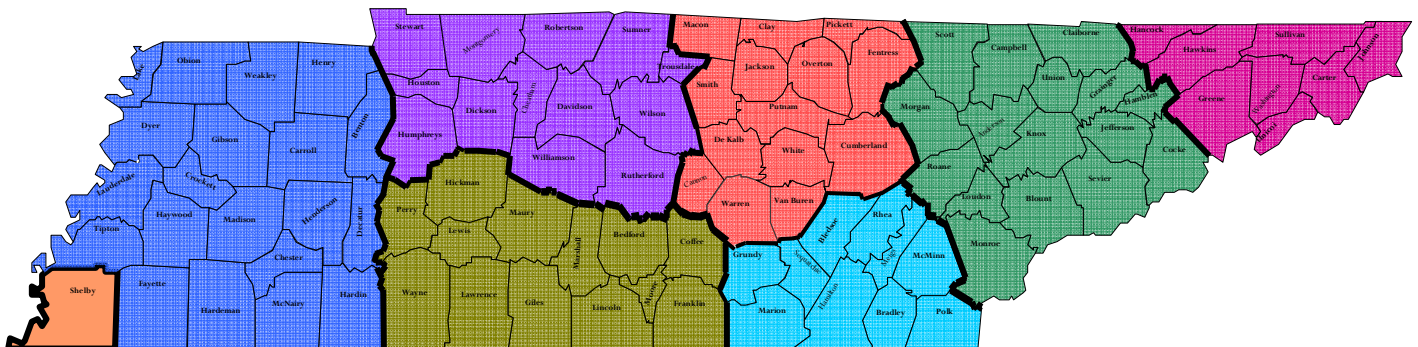 Stewart
Montgomery
Robertson
Sumner
Macon
Clay
Pickett
Scott
Campbell
Claiborne
Hancock
Hawkins
Sullivan
Johnson
Lake
Obion
Weakley
Henry
Houston
Dickson
Cheatham
Davidson
Wilson
Trousdale
Smith
Jackson
Overton
Fentress
Morgan
Union
Grainger
Hamblen
Greene
Washington
Carter
Unicoi
Dyer
Gibson
Carroll
Benton
Humphreys
Williamson
Rutherford
De Kalb
Putnam
White
Cumberland
Anderson
Knox
Jefferson
Cocke
Lauderdale
Crockett
Haywood
Madison
Henderson
Decatur
Perry
Hickman
Maury
Cannon
Warren
Van Buren
Roane
Loudon
Blount
Sevier
Tipton
Chester
Lewis
Marshall
Bedford
Coffee
Grundy
Sequatchie
Bledsoe
Rhea
Meigs
McMinn
Monroe
Shelby
Fayette
Hardeman
McNairy
Hardin
Wayne
Lawrence
Giles
Lincoln
Moore
Franklin
Marion
Hamilton
Bradley
Polk